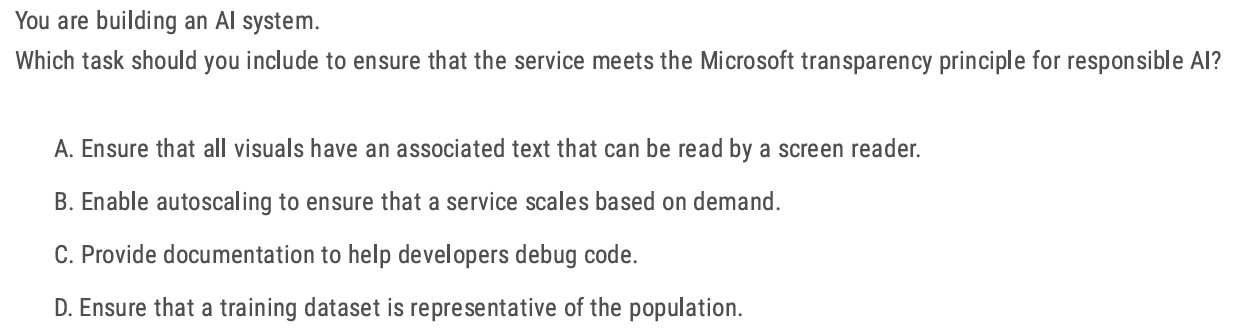 You are building an AI system.
Which task should you include to ensure that the service meets the Microsoft transparency principle for responsible AI?
A. Ensure that all visuals have an associated text that can be read by a screen reader.
B. Enable autoscaling to ensure that a service scales based on demand.
C. Provide documentation to help developers debug code.
D. Ensure that a training dataset is representative of the population.